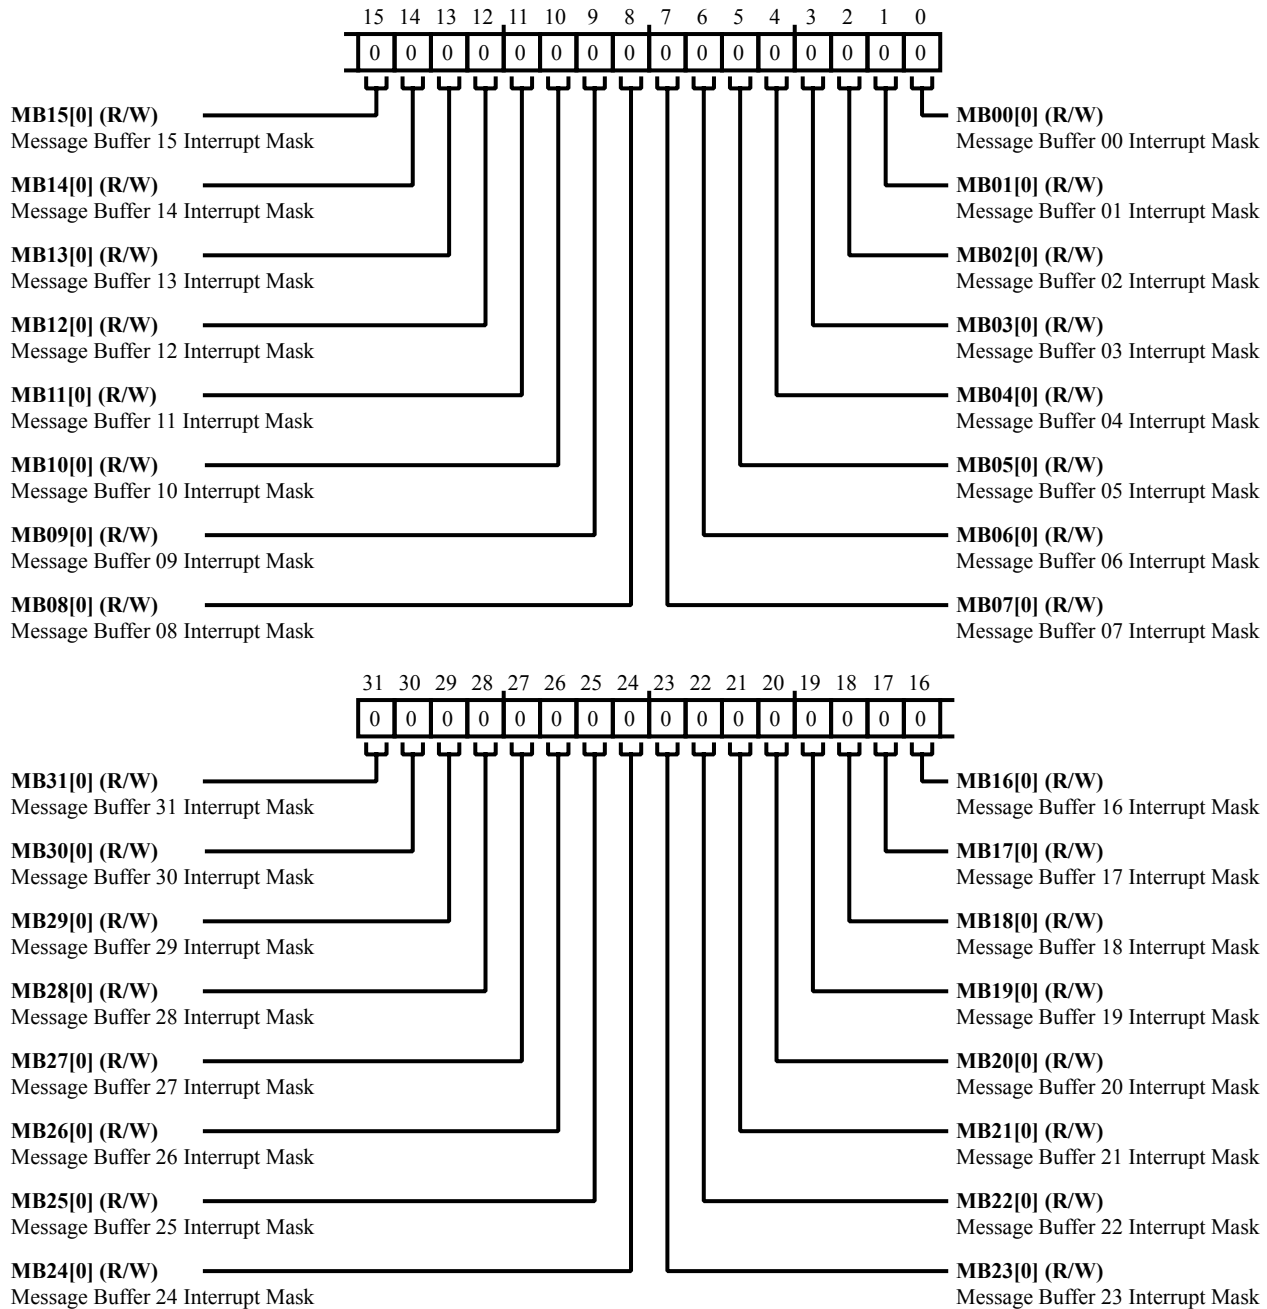 15 14 13 12 11 10 9 8 7 6 5 4 3 2 1 0
0 0 0 0 0 0 0 0 0 0 0 0 0 0 0 0
MB15[0] (R/W)
Message Buffer 15 Interrupt Mask
MB14[0] (R/W)
Message Buffer 14 Interrupt Mask
MB13[0] (R/W)
Message Buffer 13 Interrupt Mask
MB12[0] (R/W)
Message Buffer 12 Interrupt Mask
MB11[0] (R/W)
Message Buffer 11 Interrupt Mask
MB10[0] (R/W)
Message Buffer 10 Interrupt Mask
MB09[0] (R/W)
Message Buffer 09 Interrupt Mask
MB08[0] (R/W)
Message Buffer 08 Interrupt Mask
MB00[0] (R/W)
Message Buffer 00 Interrupt Mask
MB01[0] (R/W)
Message Buffer 01 Interrupt Mask
MB02[0] (R/W)
Message Buffer 02 Interrupt Mask
MB03[0] (R/W)
Message Buffer 03 Interrupt Mask
MB04[0] (R/W)
Message Buffer 04 Interrupt Mask
MB05[0] (R/W)
Message Buffer 05 Interrupt Mask
MB06[0] (R/W)
Message Buffer 06 Interrupt Mask
MB07[0] (R/W)
Message Buffer 07 Interrupt Mask
31 30 29 28 27 26 25 24 23 22 21 20 19 18 17 16
0 0 0 0 0 0 0 0 0 0 0 0 0 0 0 0
MB31[0] (R/W)
Message Buffer 31 Interrupt Mask
MB30[0] (R/W)
Message Buffer 30 Interrupt Mask
MB29[0] (R/W)
Message Buffer 29 Interrupt Mask
MB28[0] (R/W)
Message Buffer 28 Interrupt Mask
MB27[0] (R/W)
Message Buffer 27 Interrupt Mask
MB26[0] (R/W)
Message Buffer 26 Interrupt Mask
MB25[0] (R/W)
Message Buffer 25 Interrupt Mask
MB24[0] (R/W)
Message Buffer 24 Interrupt Mask
MB16[0] (R/W)
Message Buffer 16 Interrupt Mask
MB17[0] (R/W)
Message Buffer 17 Interrupt Mask
MB18[0] (R/W)
Message Buffer 18 Interrupt Mask
MB19[0] (R/W)
Message Buffer 19 Interrupt Mask
MB20[0] (R/W)
Message Buffer 20 Interrupt Mask
MB21[0] (R/W)
Message Buffer 21 Interrupt Mask
MB22[0] (R/W)
Message Buffer 22 Interrupt Mask
MB23[0] (R/W)
Message Buffer 23 Interrupt Mask